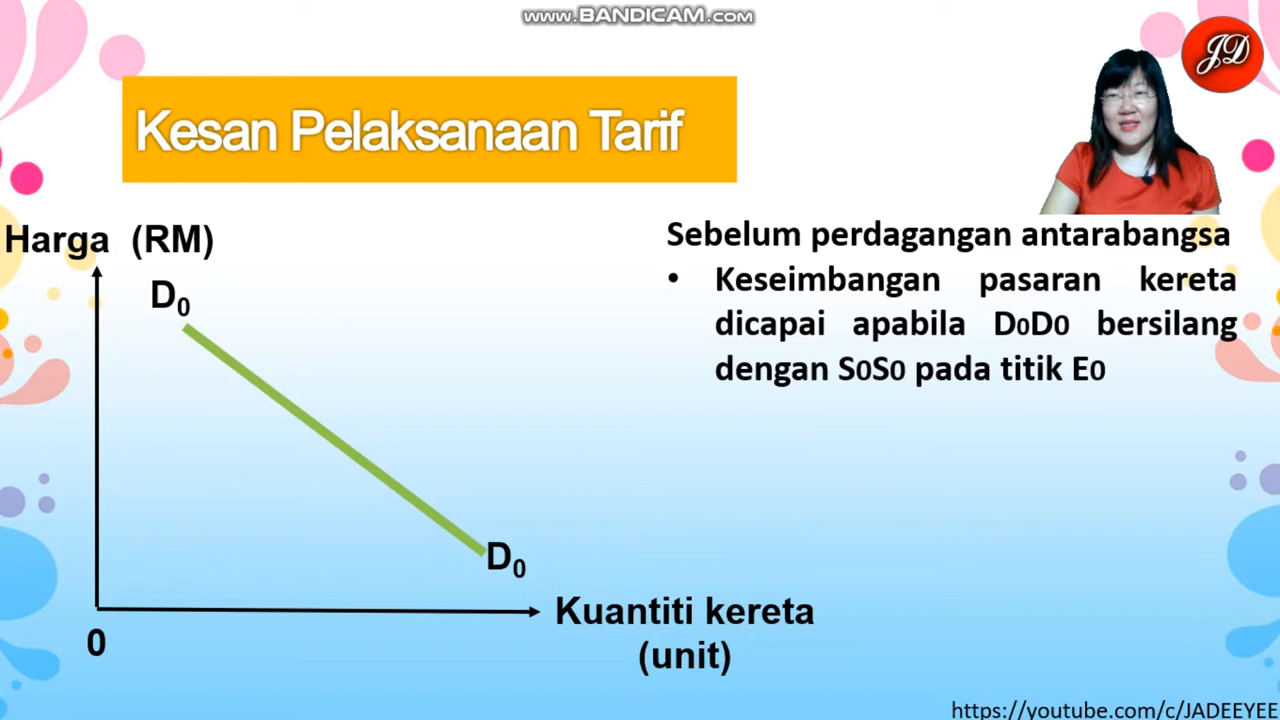 www.BANDICAM.com
JD
Kesan Pelaksanaan Tarif
Harga (RM)
D₀
D₀
0
Kuantiti kereta
(unit)
Sebelum perdagangan antarabangsa
• Keseimbangan pasaran kereta
dicapai apabila D₀D₀ bersilang
dengan S₀S₀ pada titik E₀
https://youtube.com/c/JADEEYEE